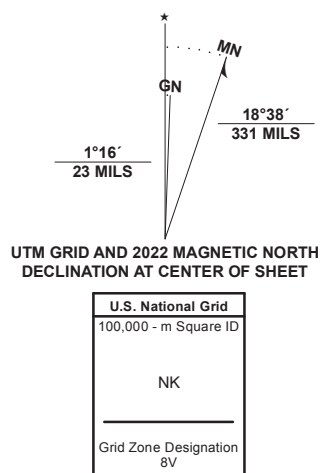 ★
MN
GN
18°38´
331 MILS
1°16´
23 MILS
UTM GRID AND 2022 MAGNETIC NORTH
DECLINATION AT CENTER OF SHEET
U.S. National Grid
100,000 - m Square ID
NK
Grid Zone Designation
8V